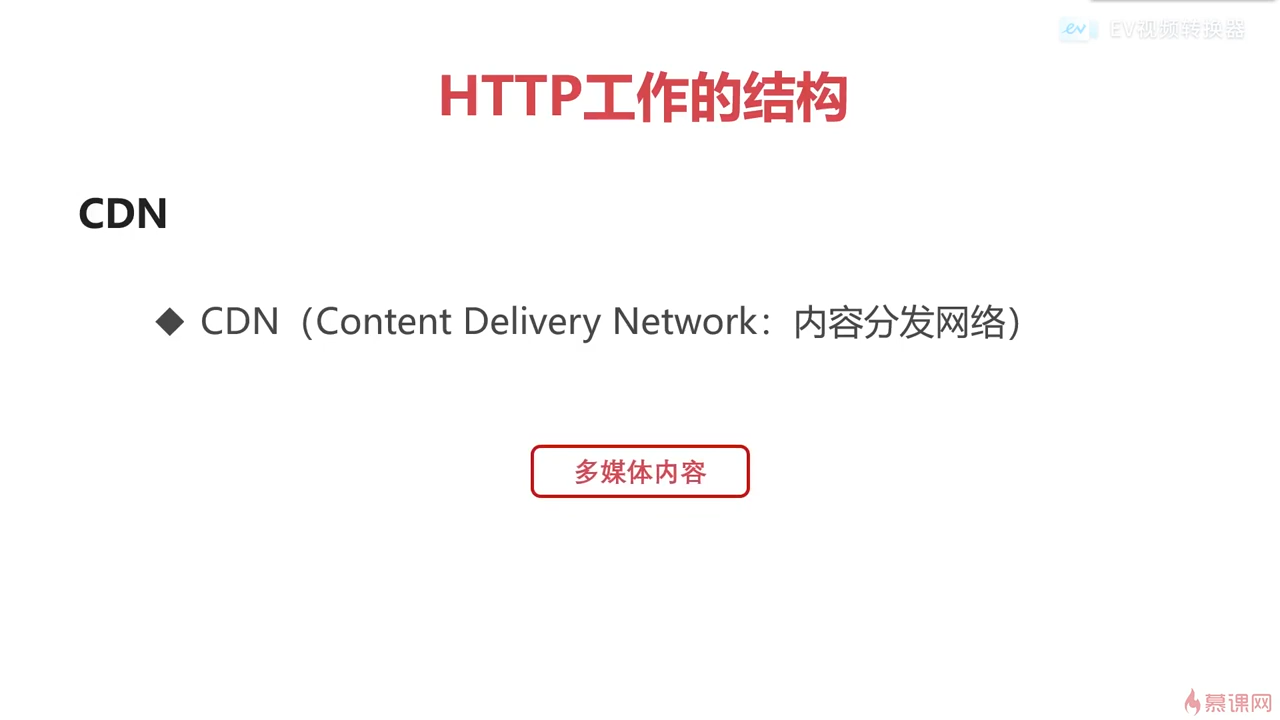 EV视频转换器
HTTP工作的结构
CDN
◆ CDN（Content Delivery Network：内容分发网络）
多媒体内容
慕课网